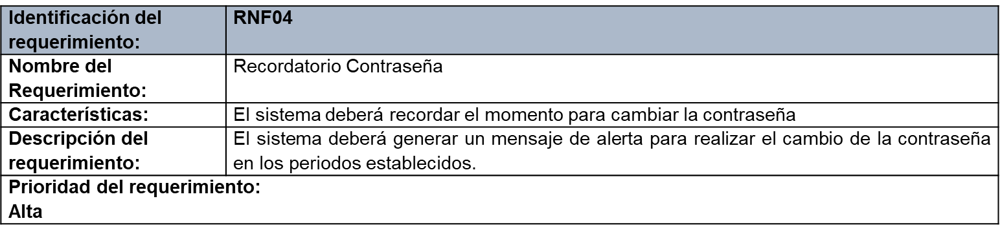 Identificación del requerimiento: RNF04
Nombre del Requerimiento: Recordatorio Contraseña
Características: El sistema deberá recordar el momento para cambiar la contraseña
Descripción del requerimiento: El sistema deberá generar un mensaje de alerta para realizar el cambio de la contraseña en los periodos establecidos.
Prioridad del requerimiento:
Alta